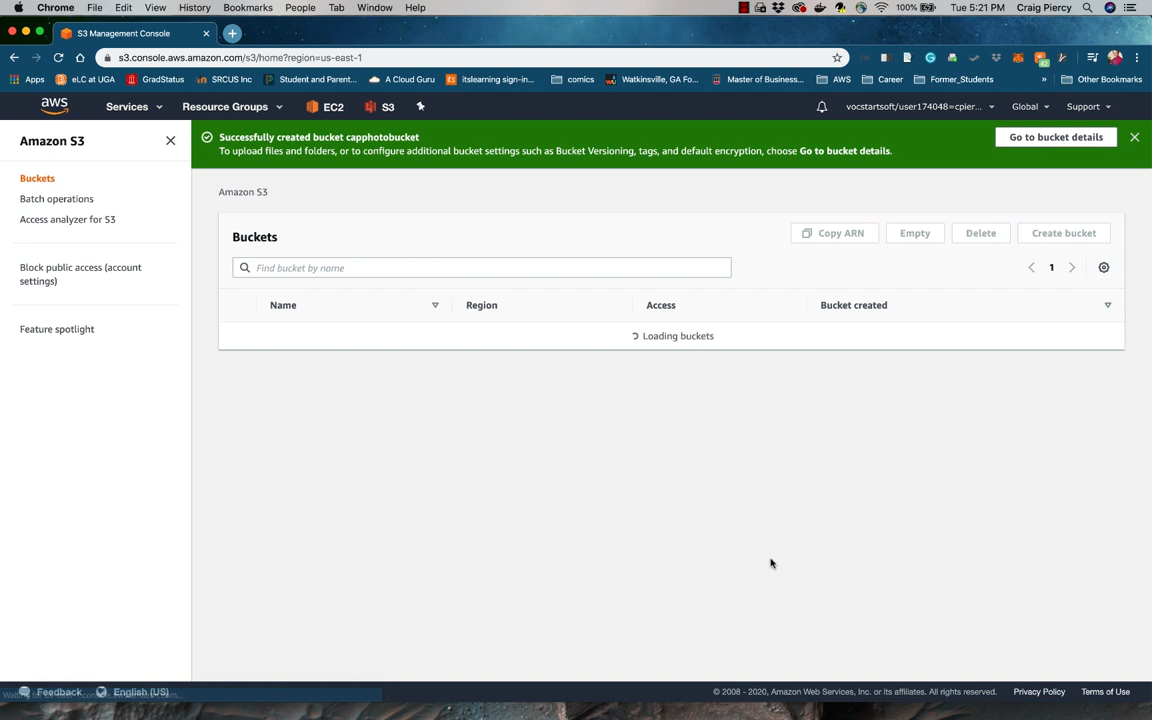 Chrome File Edit View History Bookmarks People Tab Window Help 100% Tue 5:21 PM Craig Piercy
S3 Management Console
s3.console.aws.amazon.com/s3/home?region=us-east-1
Apps eLC at UGA GradStatus SRCUS Inc Student and Parent... A Cloud Guru itslearning sign-in... comics Watkinsville, GA Fo... Master of Business... AWS Career Former_Students » Other Bookmarks
aws Services Resource Groups EC2 S3 vocstartsoft/user174048=cpier... Global Support
Amazon S3
Successfully created bucket capphotobucket
To upload files and folders, or to configure additional bucket settings such as Bucket Versioning, tags, and default encryption, choose Go to bucket details.
Go to bucket details
Buckets
Batch operations
Access analyzer for S3
Block public access (account
settings)
Feature spotlight
Amazon S3
Buckets
Copy ARN Empty Delete Create bucket
Find bucket by name
1
Name Region Access Bucket created
Loading buckets
Feedback English (US)
© 2008 - 2020, Amazon Web Services, Inc. or its affiliates. All rights reserved. Privacy Policy Terms of Use